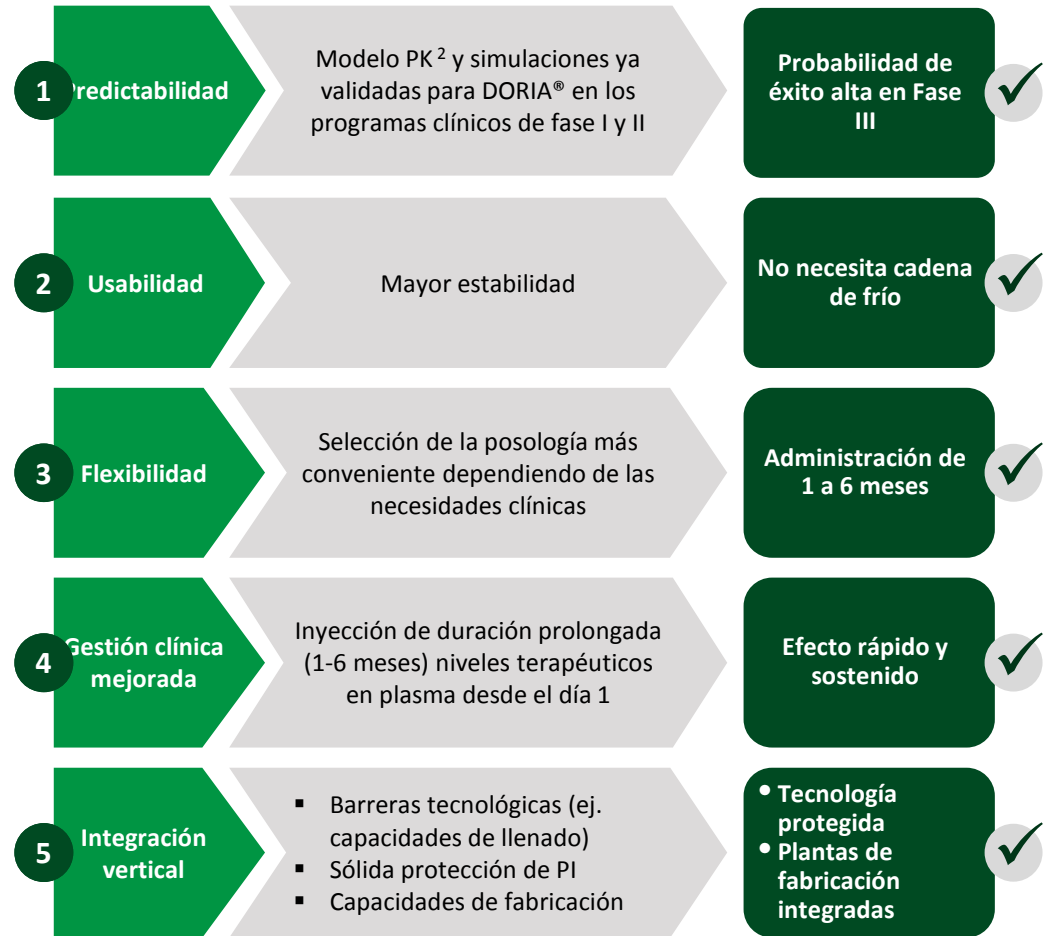 1
Predictabilidad
Modelo PK ² y simulaciones ya
validadas para DORIA® en los
programas clínicos de fase I y II
Probabilidad de
éxito alta en Fase
III
2
Usabilidad
Mayor estabilidad
No necesita cadena
de frío
3
Flexibilidad
Selección de la posología más
conveniente dependiendo de las
necesidades clínicas
Administración de
1 a 6 meses
4
Gestión clínica
mejorada
Inyección de duración prolongada
(1-6 meses) niveles terapéuticos
en plasma desde el día 1
Efecto rápido y
sostenido
5
Integración
vertical
▪ Barreras tecnológicas (ej.
capacidades de llenado)
▪ Sólida protección de PI
▪ Capacidades de fabricación
• Tecnología
protegida
• Plantas de
fabricación
integradas